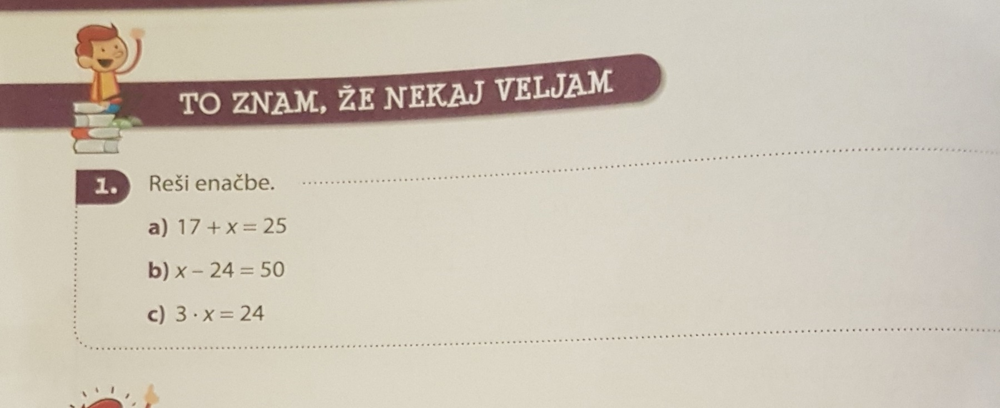 TO ZNAM, ŽE NEKAJ VELJAM
1. Reši enačbe.
a) 17 + x = 25
b) x – 24 = 50
c) 3 · x = 24